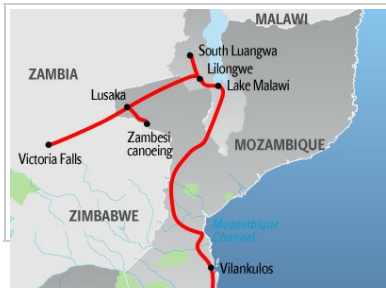 MALAWI
South Luangwa
ZAMBIA
Lilongwe
Lake Malawi
Lusaka
Zambesi
canoeing
MOZAMBIQUE
Victoria Falls
ZIMBABWE
Mozambique
Channel
Vilankulos